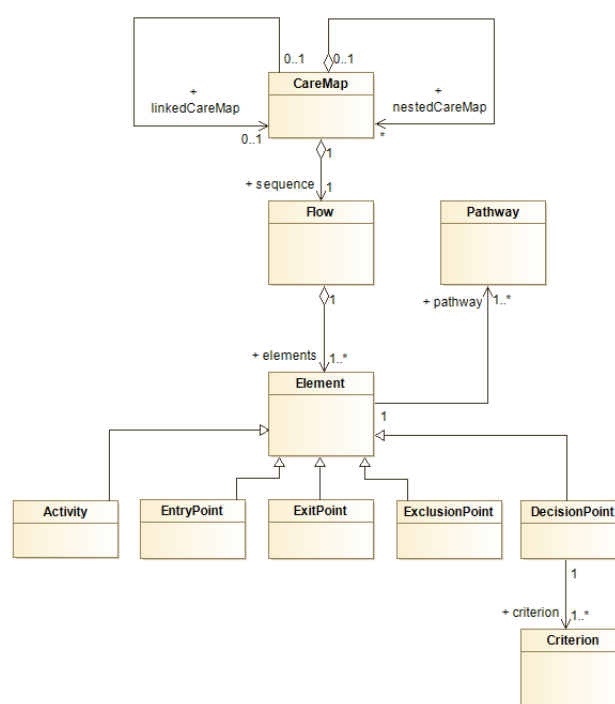 0..1
0..1
+
linkedCareMap
CareMap
+
nestedCareMap
0..1
*
1
+ sequence
1
Flow
Pathway
1
+ pathway
1..*
+ elements
1..*
Element
1
Activity
EntryPoint
ExitPoint
ExclusionPoint
DecisionPoint
1
+ criterion
1..*
Criterion